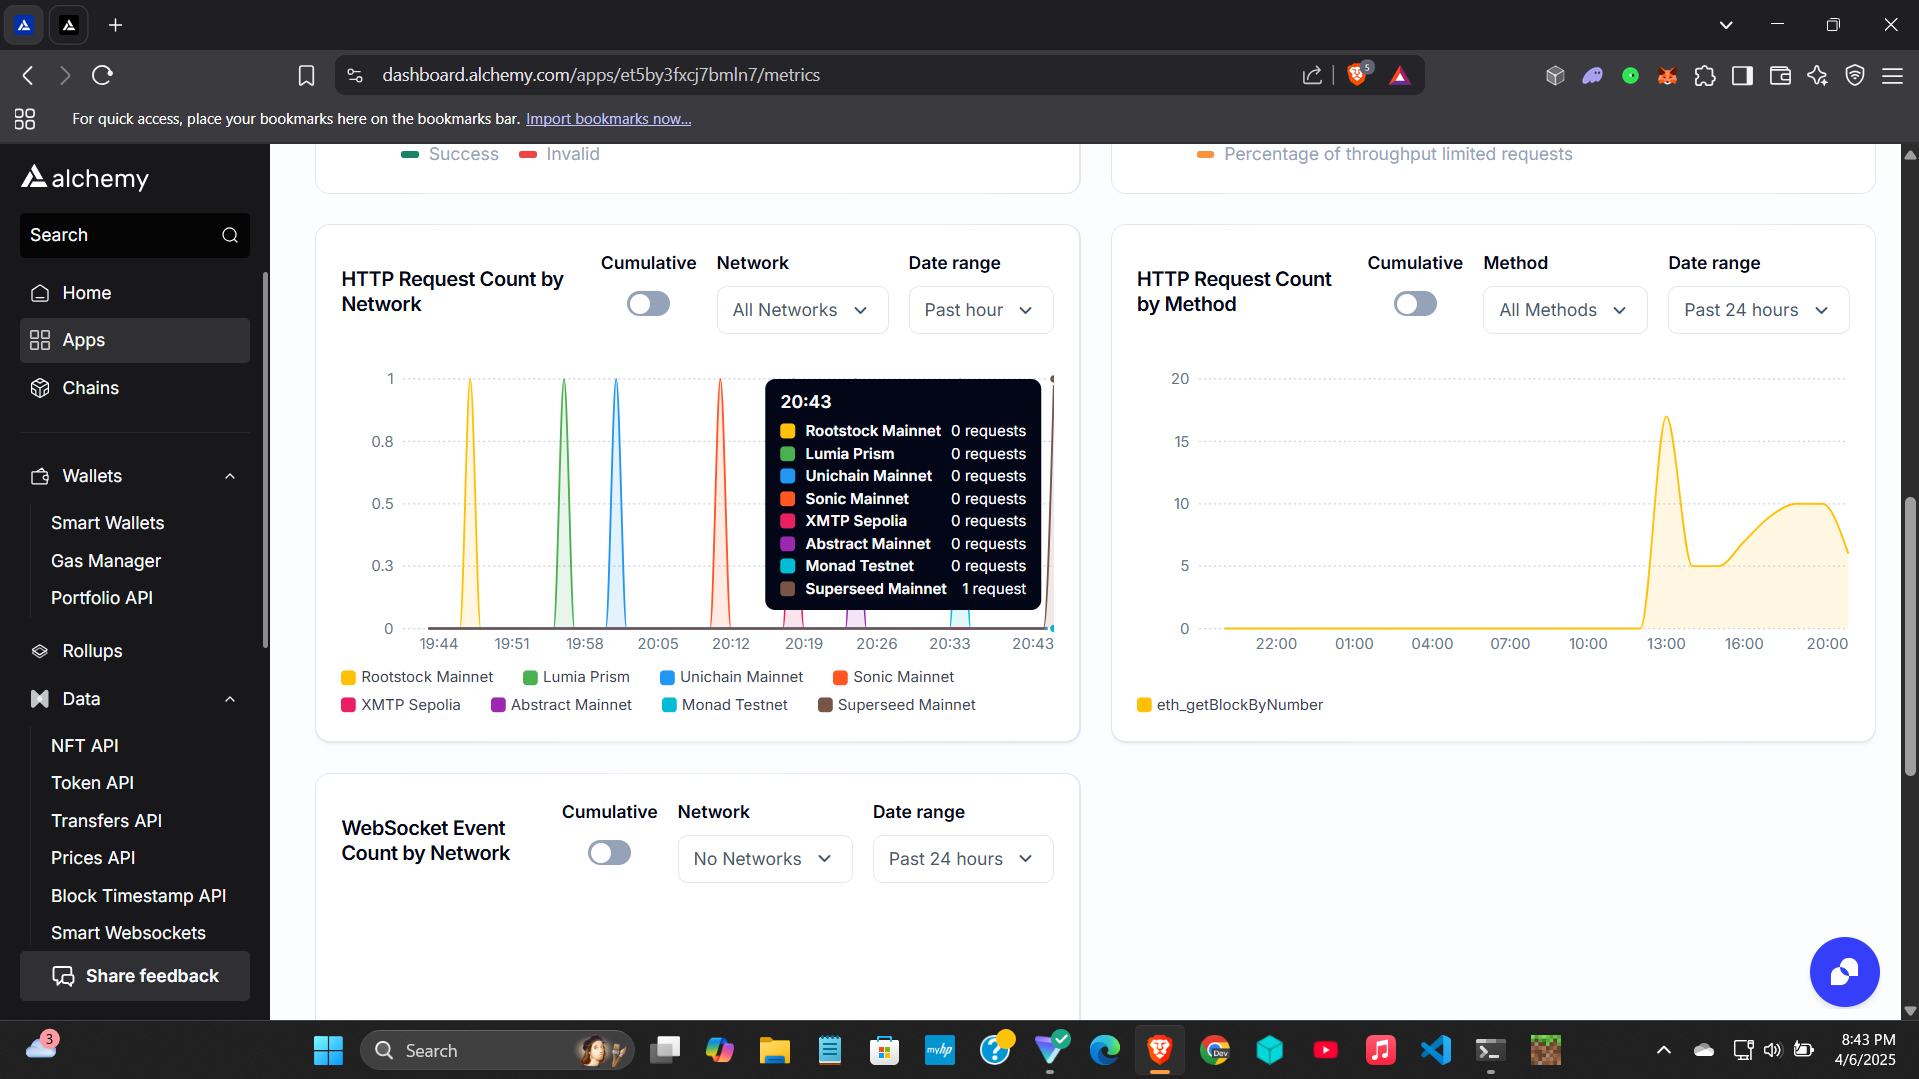 dashboard.alchemy.com/apps/et5by3fxcj7bmln7/metrics
5
For quick access, place your bookmarks here on the bookmarks bar. Import bookmarks now...
alchemy
Search
Home
Apps
Chains
Wallets
Smart Wallets
Gas Manager
Portfolio API
Rollups
Data
NFT API
Token API
Transfers API
Prices API
Block Timestamp API
Smart Websockets
Share feedback
Success Invalid
Percentage of throughput limited requests
HTTP Request Count by
Network
Cumulative
Network
All Networks
Date range
Past hour
1
0.8
0.5
0.3
0
20:43
Rootstock Mainnet 0 requests
Lumia Prism 0 requests
Unichain Mainnet 0 requests
Sonic Mainnet 0 requests
XMTP Sepolia 0 requests
Abstract Mainnet 0 requests
Monad Testnet 0 requests
Superseed Mainnet 1 request
19:44 19:51 19:58 20:05 20:12 20:19 20:26 20:33 20:43
Rootstock Mainnet Lumia Prism Unichain Mainnet Sonic Mainnet
XMTP Sepolia Abstract Mainnet Monad Testnet Superseed Mainnet
HTTP Request Count
by Method
Cumulative
Method
All Methods
Date range
Past 24 hours
20
15
10
5
0
22:00 01:00 04:00 07:00 10:00 13:00 16:00 20:00
eth_getBlockByNumber
WebSocket Event
Count by Network
Cumulative
Network
No Networks
Date range
Past 24 hours
3
Search
myhp
Dev
8:43 PM
4/6/2025